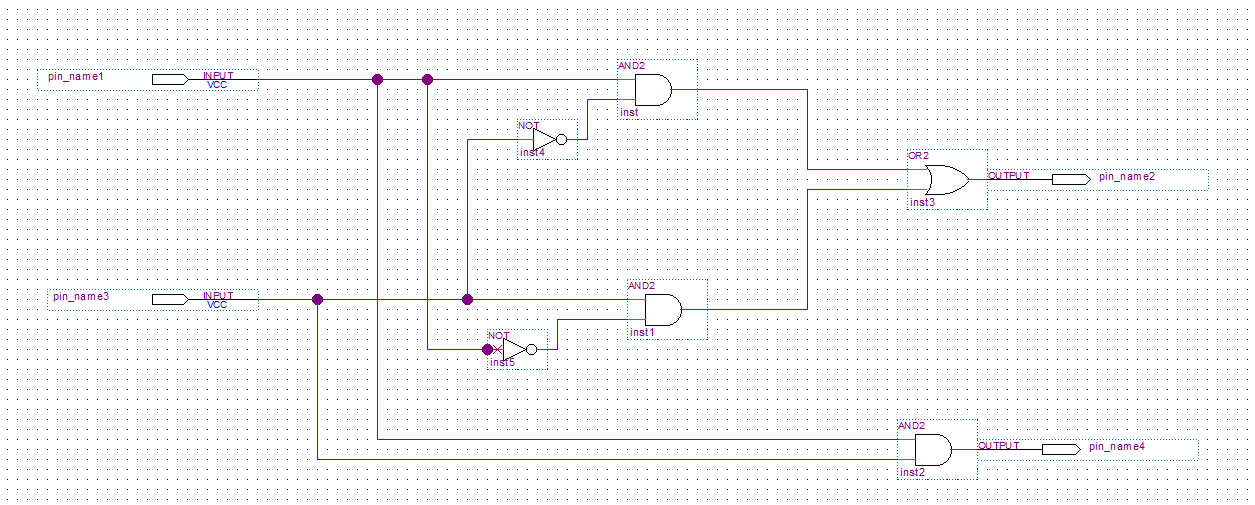 AND2
pin_name1
INPUT
VCC
inst
NOT
inst4
OR2
OUTPUT
pin_name2
inst3
AND2
pin_name3
INPUT
VCC
inst1
NOT
inst5
AND2
OUTPUT
pin_name4
inst2